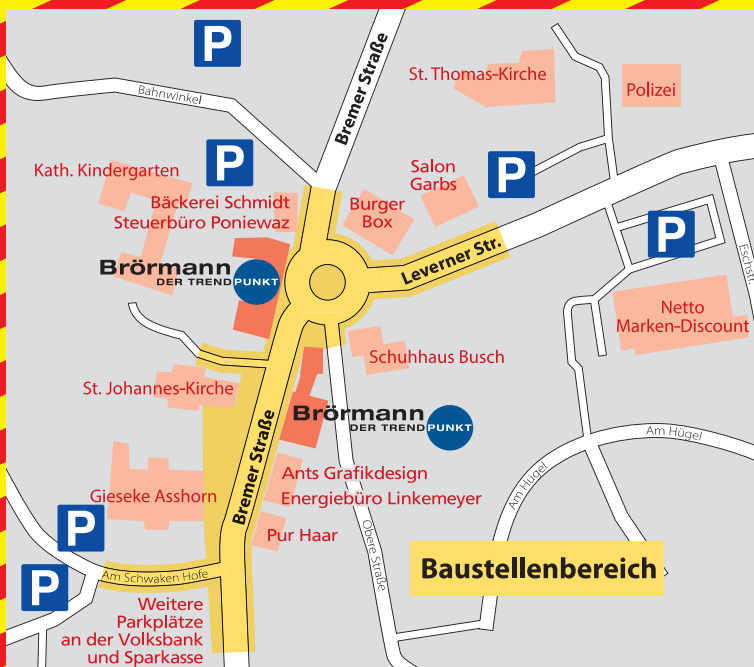 P
Bremer Straße
St. Thomas-Kirche
Polizei
Bahnwinkel
Kath. Kindergarten
P
Bäckerei Schmidt
Steuerbüro Poniewaz
Burger
Box
Salon
Garbs
P
P
Leverner Str.
Eschstr.
Brörmann
DER TREND PUNKT
Netto
Marken-Discount
Schuhhaus Busch
St. Johannes-Kirche
Brörmann
DER TREND PUNKT
Bremer Straße
Ants Grafikdesign
Energiebüro Linkemeyer
Gieseke Asshorn
Pur Haar
Am Hügel
Am Hügel
Obere Straße
P
P
Am Schwaken Hofe
Baustellenbereich
Weitere
Parkplätze
an der Volksbank
und Sparkasse